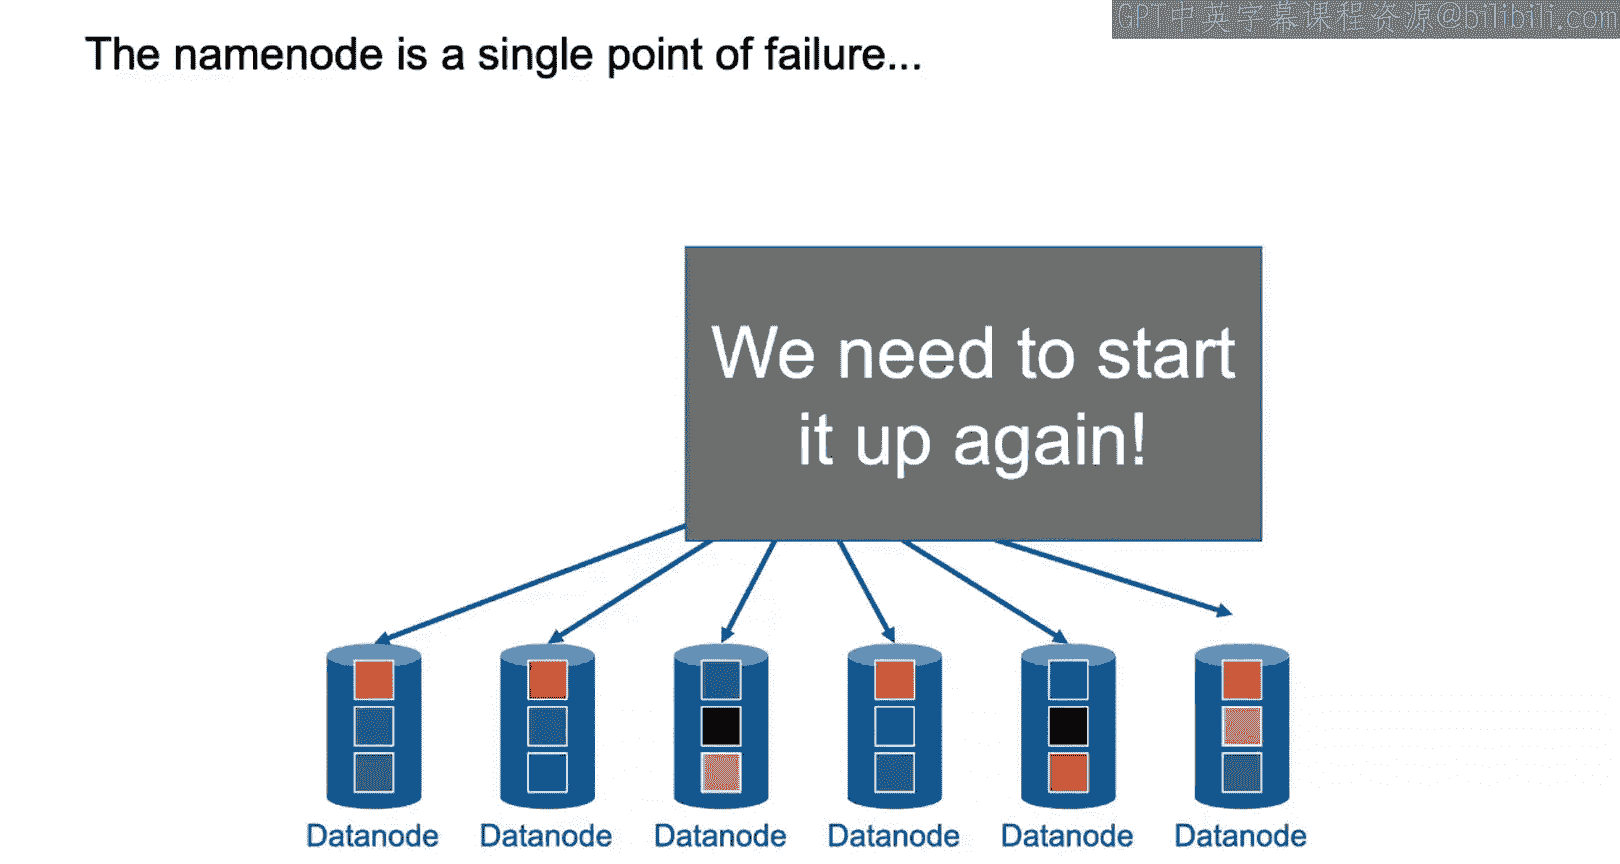 GPT中英字幕课程资源@bilibili.com
The namenode is a single point of failure...
We need to start
it up again!
Datanode Datanode Datanode Datanode Datanode Datanode